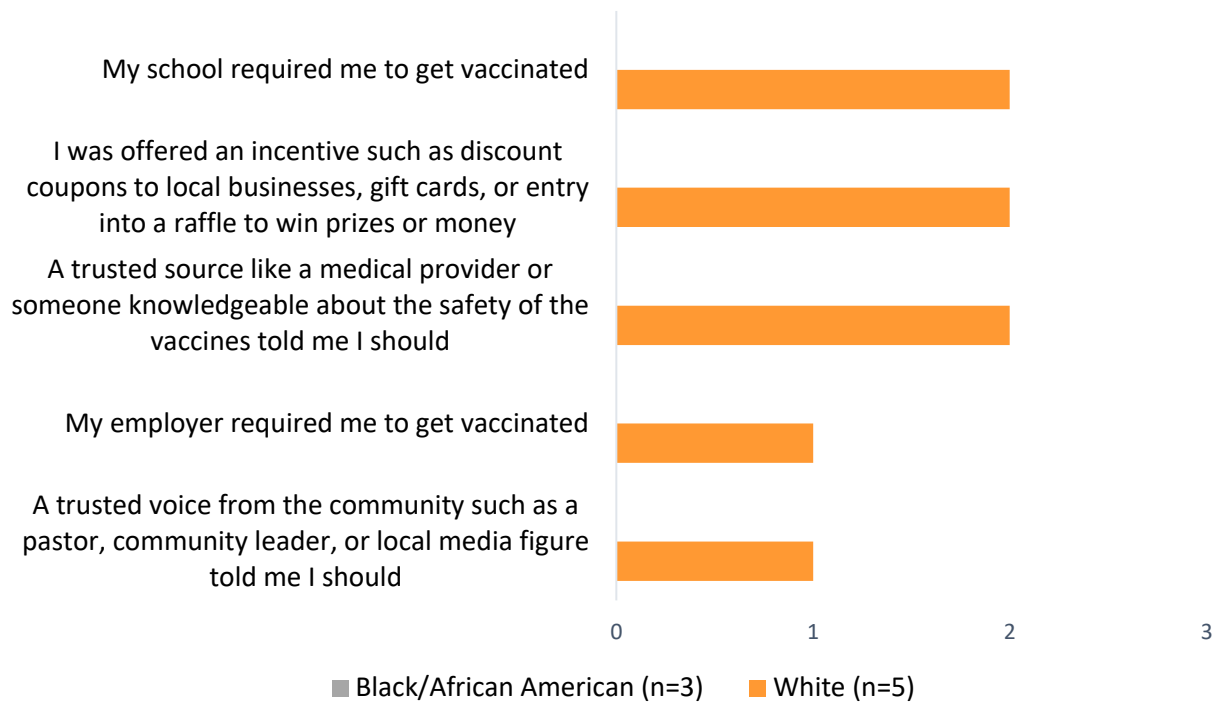 My school required me to get vaccinated
I was offered an incentive such as discount
coupons to local businesses, gift cards, or entry
into a raffle to win prizes or money
A trusted source like a medical provider or
someone knowledgeable about the safety of the
vaccines told me I should
My employer required me to get vaccinated
A trusted voice from the community such as a
pastor, community leader, or local media figure
told me I should
0 1 2 3
Black/African American (n=3) White (n=5)